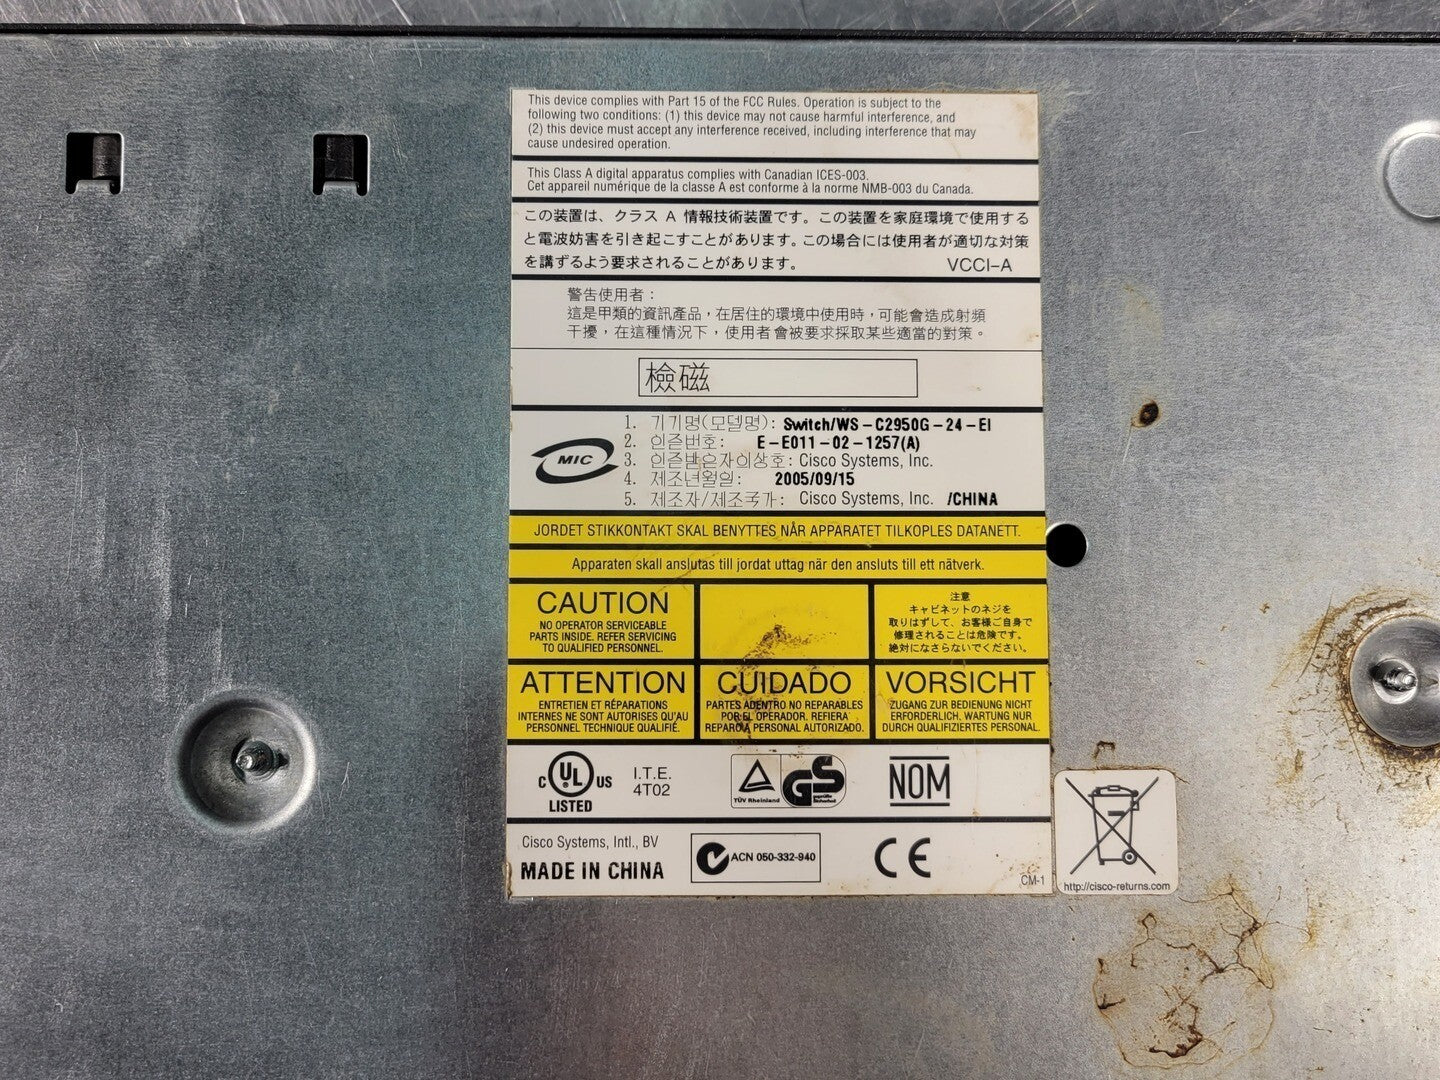 This device complies with Part 15 of the FCC Rules. Operation is subject to the
following two conditions: (1) this device may not cause harmful interference, and
(2) this device must accept any interference received, including interference that may
cause undesired operation.
This Class A digital apparatus complies with Canadian ICES-003.
Cet appareil numérique de la classe A est conforme à la norme NMB-003 du Canada.
この装置は、クラス A 情報技術装置です。この装置を家庭環境で使用する
と電波妨害を引き起こすことがあります。この場合には使用者が適切な対策
を講ずるよう要求されることがあります。 VCCI-A
警告使用者：
這是甲類的資訊產品，在居住的環境中使用時，可能會造成射頻
干擾，在這種情況下，使用者會被要求採取某些適當的對策。
檢磁
MIC
1. 기기명(모델명): Switch/WS-C2950G-24-EI
2. 인증번호: E-E011-02-1257(A)
3. 인증받은자의상호: Cisco Systems, Inc.
4. 제조년월일: 2005/09/15
5. 제조자/제조국가: Cisco Systems, Inc. /CHINA
JORDET STIKKONTAKT SKAL BENYTTES NÅR APPARATET TILKOPLES DATANETT.
Apparaten skall anslutas till jordat uttag när den ansluts till ett nätverk.
CAUTION
NO OPERATOR SERVICEABLE
PARTS INSIDE. REFER SERVICING
TO QUALIFIED PERSONNEL.
注意
キャビネットのネジを
取りはずして、お客様ご自身で
修理されることは危険です。
絶対になさらないでください。
ATTENTION
ENTRETIEN ET RÉPARATIONS
INTERNES NE SONT AUTORISES QU'AU
PERSONNEL TECHNIQUE QUALIFIÉ.
CUIDADO
PARTES ADENTRO NO REPARABLES
POR EL OPERADOR. REFIERA
REPARO A PERSONAL AUTORIZADO.
VORSICHT
ZUGANG ZUR BEDIENUNG NICHT
ERFORDERLICH. WARTUNG NUR
DURCH QUALIFIZIERTES PERSONAL.
C UL US
LISTED
I.T.E.
4T02
TÜV Rheinland
GS
geprüfte
Sicherheit
NOM
Cisco Systems, Intl., BV
MADE IN CHINA
ACN 050-332-940
CE
CM-1
http://cisco-returns.com